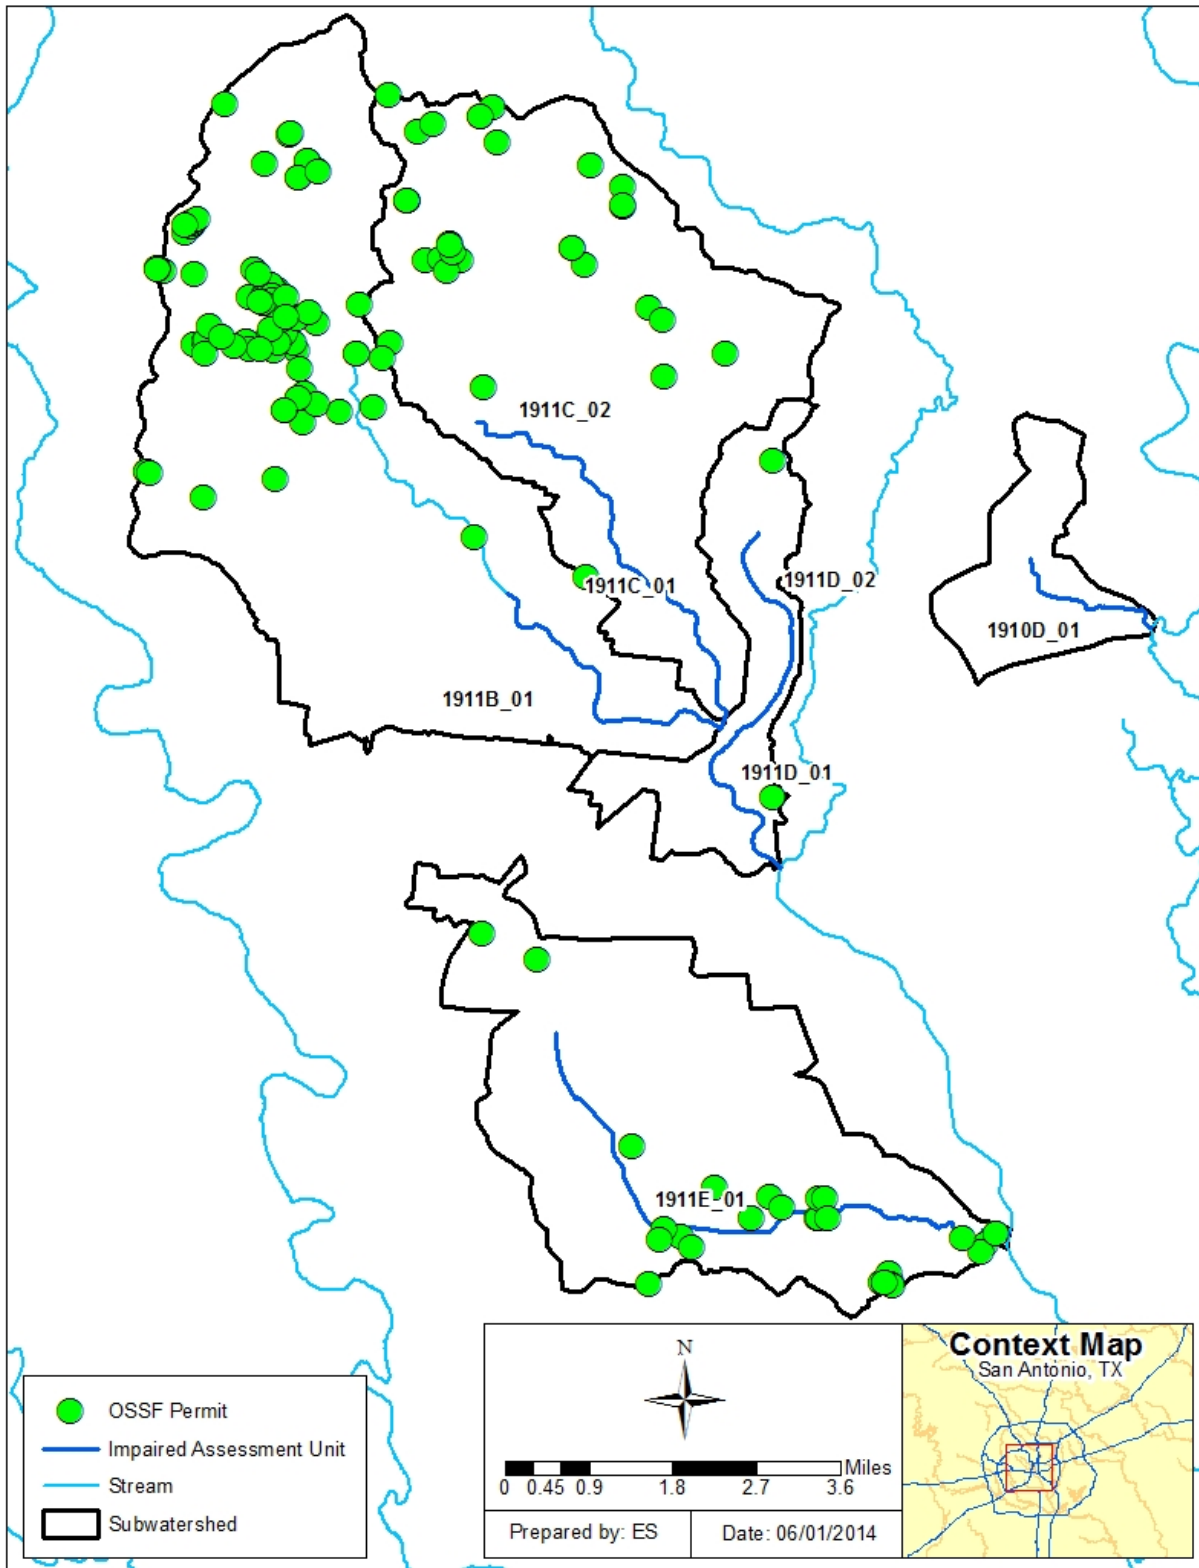 1911C_02
1911C_01
1911D_02
1910D_01
1911B_01
1911D_01
1911E_01
OSSF Permit
Impaired Assessment Unit
Stream
Subwatershed
N
Miles
0 0.45 0.9 1.8 2.7 3.6
Prepared by: ES
Date: 06/01/2014
Context Map
San Antonio, TX